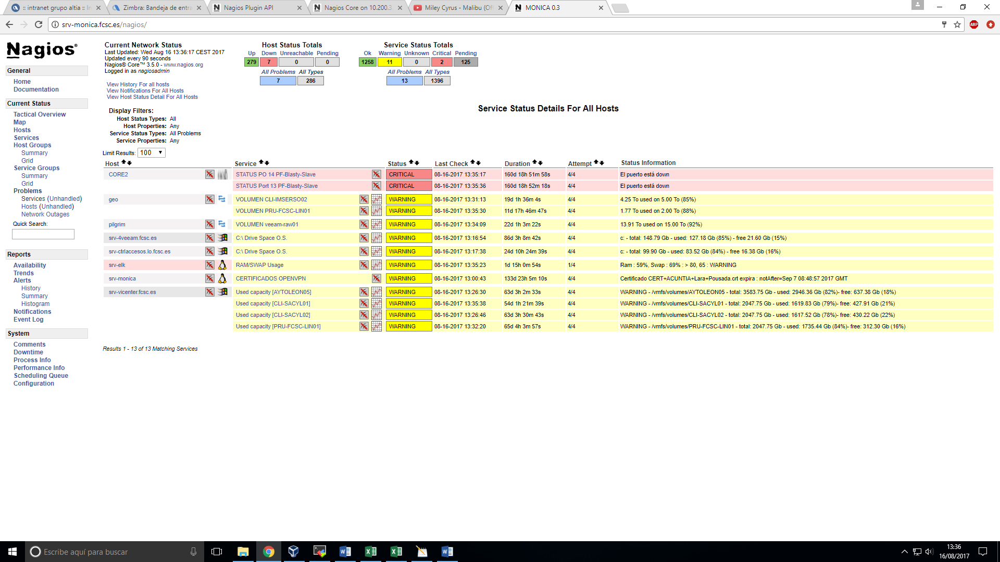 :: intranet grupo altia :: In
Zimbra: Bandeja de entra
Nagios Plugin API
Nagios Core on 10.200.3
Miley Cyrus - Malibu (Ofi
MONICA 0.3
srv-monica.fcsc.es/nagios/
ABP
Nagios®
General
Home
Documentation
Current Status
Tactical Overview
Map
Hosts
Services
Host Groups
Summary
Grid
Service Groups
Summary
Grid
Problems
Services (Unhandled)
Hosts (Unhandled)
Network Outages
Quick Search:
Reports
Availability
Trends
Alerts
History
Summary
Histogram
Notifications
Event Log
System
Comments
Downtime
Process Info
Performance Info
Scheduling Queue
Configuration
Current Network Status
Last Updated: Wed Aug 16 13:36:17 CEST 2017
Updated every 90 seconds
Nagios® Core™ 3.5.0 - www.nagios.org
Logged in as nagiosadmin
View History For all hosts
View Notifications For All Hosts
View Host Status Detail For All Hosts
Host Status Totals
Up Down Unreachable Pending
279 7 0 0
All Problems All Types
7 286
Service Status Totals
Ok Warning Unknown Critical Pending
1258 11 0 2 125
All Problems All Types
13 1396
Display Filters:
Host Status Types: All
Host Properties: Any
Service Status Types: All Problems
Service Properties: Any
Service Status Details For All Hosts
Limit Results: 100
Host Service Status Last Check Duration Attempt Status Information
CORE2 STATUS PO 14 PF-Blasty-Slave CRITICAL 08-16-2017 13:35:17 160d 18h 51m 58s 4/4 El puerto está down
STATUS Port 13 PF-Blasty-Slave CRITICAL 08-16-2017 13:35:36 160d 18h 52m 18s 4/4 El puerto está down
geo VOLUMEN CLI-IMSERSO02 WARNING 08-16-2017 13:31:13 19d 1h 36m 4s 4/4 4.25 To used on 5.00 To (85%)
VOLUMEN PRU-FCSC-LIN01 WARNING 08-16-2017 13:35:30 11d 17h 46m 47s 4/4 1.77 To used on 2.00 To (88%)
pilgrim VOLUMEN veeam-raw01 WARNING 08-16-2017 13:34:09 22d 1h 3m 22s 4/4 13.91 To used on 15.00 To (92%)
srv-4veeam.fcsc.es C:\ Drive Space O.S. WARNING 08-16-2017 13:16:54 86d 3h 8m 42s 4/4 c: - total: 148.79 Gb - used: 127.18 Gb (85%) - free 21.60 Gb (15%)
srv-ctrlaccesos.lo.fcsc.es C:\ Drive Space O.S. WARNING 08-16-2017 13:17:38 24d 10h 24m 39s 4/4 c: - total: 99.90 Gb - used: 83.52 Gb (84%) - free 16.38 Gb (16%)
srv-elk RAM/SWAP Usage WARNING 08-16-2017 13:35:23 1d 15h 0m 54s 1/4 Ram : 59%, Swap : 69% : > 80, 65 : WARNING
srv-monica CERTIFICADOS OPENVPN WARNING 08-16-2017 13:00:43 133d 23h 5m 10s 4/4 Certificado CERT+ACUNTIA+Lara+Pousada.crt expira : notAfter=Sep 7 08:48:57 2017 GMT
srv-vicenter.fcsc.es Used capacity [AYTOLEON05] WARNING 08-16-2017 13:26:35 63d 3h 2m 33s 4/4 WARNING - /vmfs/volumes/AYTOLEON05 - total: 3583.75 Gb - used: 2946.36 Gb (82%)- free: 637.38 Gb (18%)
Used capacity [CLI-SACYL01] WARNING 08-16-2017 13:35:38 54d 1h 21m 39s 4/4 WARNING - /vmfs/volumes/CLI-SACYL01 - total: 2047.75 Gb - used: 1619.83 Gb (79%)- free: 427.91 Gb (21%)
Used capacity [CLI-SACYL02] WARNING 08-16-2017 13:26:46 63d 3h 30m 43s 4/4 WARNING - /vmfs/volumes/CLI-SACYL02 - total: 2047.75 Gb - used: 1617.52 Gb (78%)- free: 430.22 Gb (22%)
Used capacity [PRU-FCSC-LIN01] WARNING 08-16-2017 13:32:20 65d 4h 3m 57s 4/4 WARNING - /vmfs/volumes/PRU-FCSC-LIN01 - total: 2047.75 Gb - used: 1735.44 Gb (84%)- free: 312.30 Gb (16%)
Results 1 - 13 of 13 Matching Services
Escribe aquí para buscar
13:36
16/08/2017